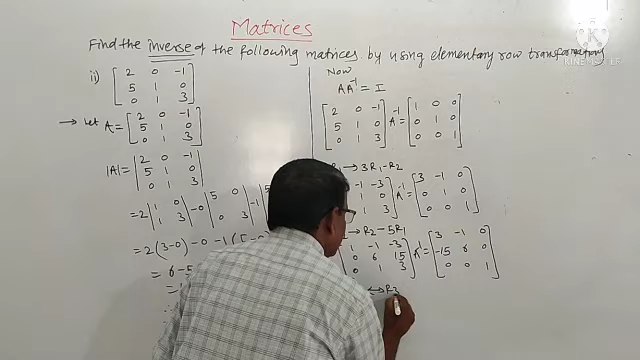 Matrices
Find the inverse of the following matrices by using elementary row transformations
KINEMASTER
ii) [ 2 0 -1
5 1 0
0 1 3 ]
→ Let A = [ 2 0 -1
5 1 0
0 1 3 ]
|A| = | 2 0 -1
5 1 0
0 1 3 |
= 2 | 1 0
1 3 | -0 | 5 0
0 3 | -1 | 5
= 2(3-0) -0 -1(5-0)
= 6-5
Now
AA⁻¹ = I
[ 2 0 -1
5 1 0
0 1 3 ] A⁻¹ = [ 1 0 0
0 1 0
0 0 1 ]
R1 → 3R1-R2
-1 -3
1 0
1 3 ] A⁻¹ = [ 3 -1 0
0 1 0
0 0 1 ]
→ R2-5R1
1 -1 -3
0 6 15
0 1 3 ] A⁻¹ = [ 3 -1 0
-15 6 0
0 0 1 ]
↔ R3